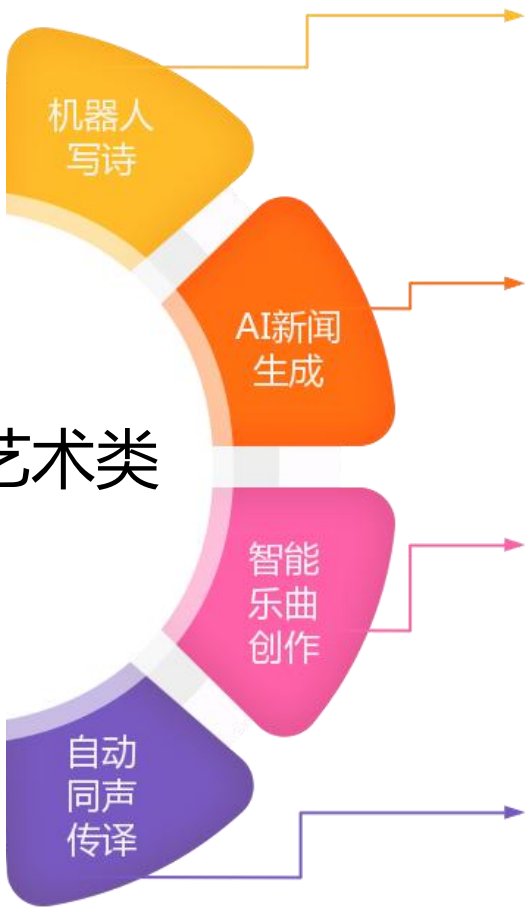 机器人
写诗
AI新闻
生成
艺术类
智能
乐曲
创作
自动
同声
传译